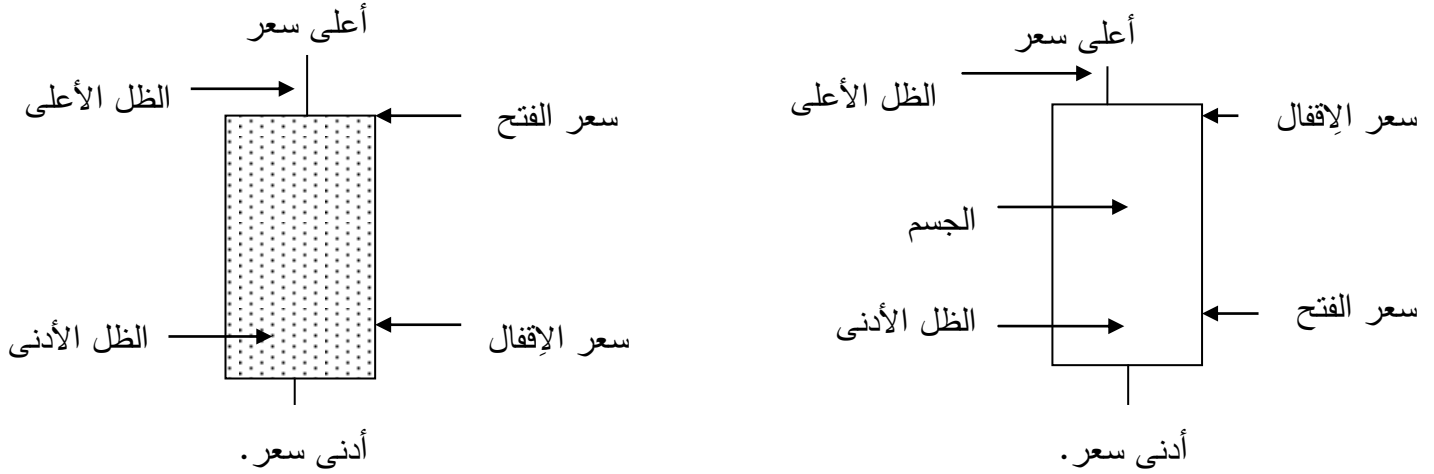 أعلى سعر
الظل الأعلى
سعر الإقفال
الجسم
سعر الفتح
الظل الأدنى
أدنى سعر.
أعلى سعر
الظل الأعلى
سعر الفتح
سعر الإقفال
الظل الأدنى
أدنى سعر.